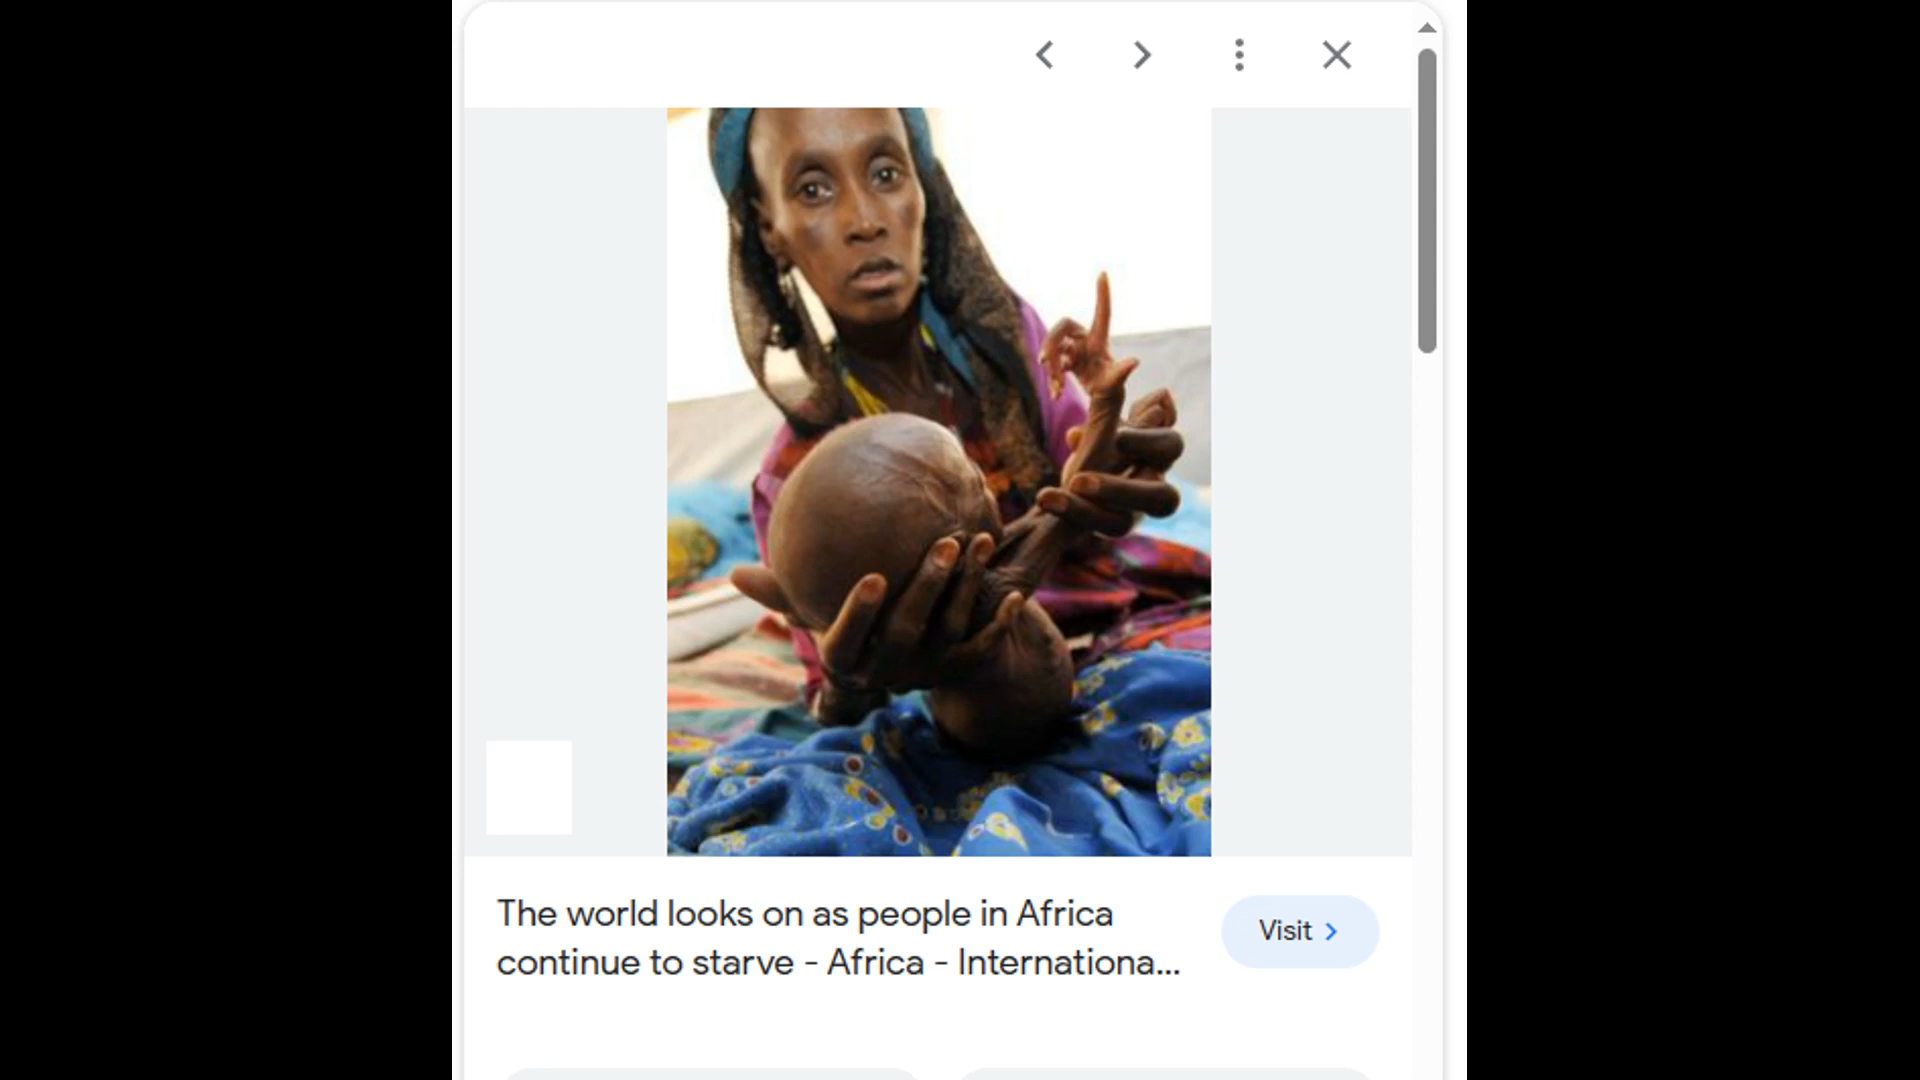 The world looks on as people in Africa
continue to starve - Africa - Internationa...
Visit